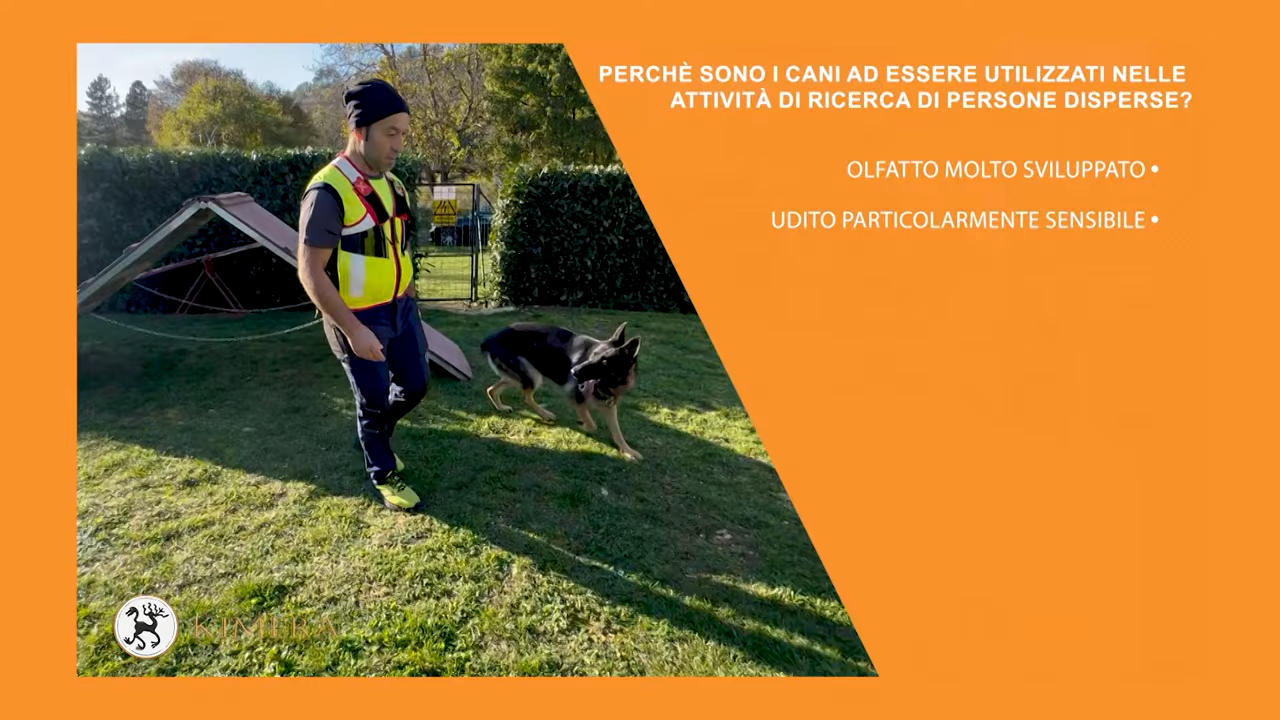 PERCHÈ SONO I CANI AD ESSERE UTILIZZATI NELLE
ATTIVITÀ DI RICERCA DI PERSONE DISPERSE?
OLFATTO MOLTO SVILUPPATO •
UDITO PARTICOLARMENTE SENSIBILE •
KIMERA